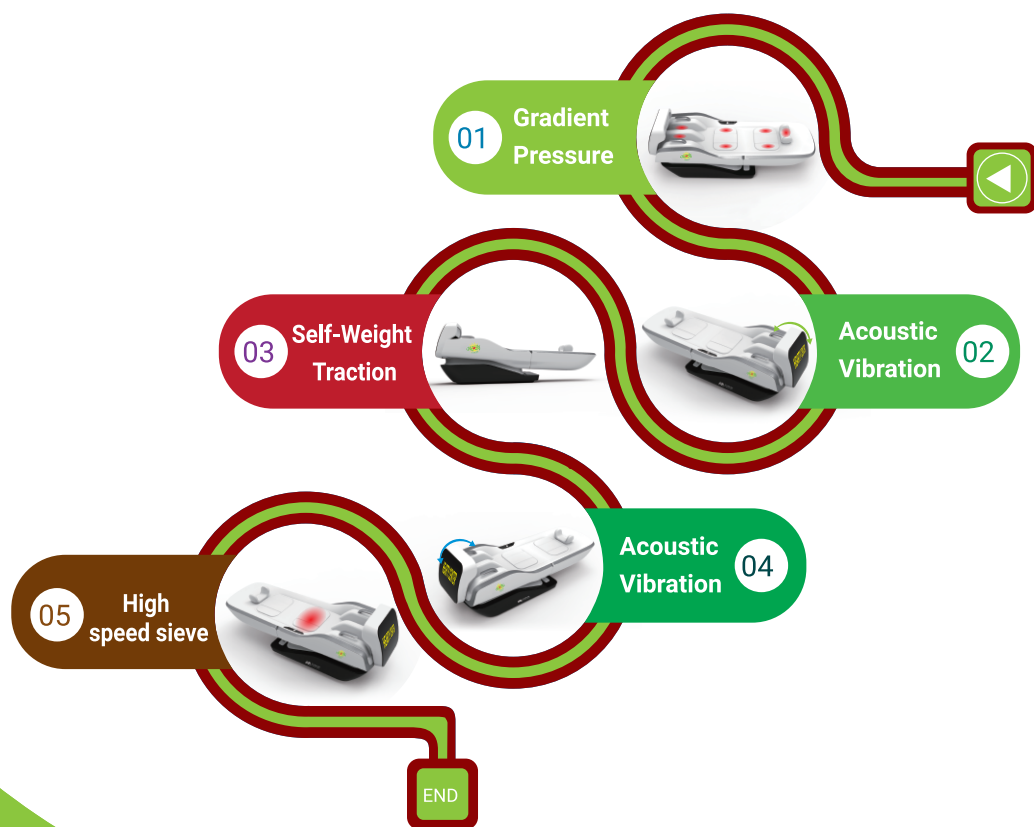 01
Gradient
Pressure
Acoustic
Vibration
02
03
Self-Weight
Traction
Acoustic
Vibration
04
05
High
speed sieve
END